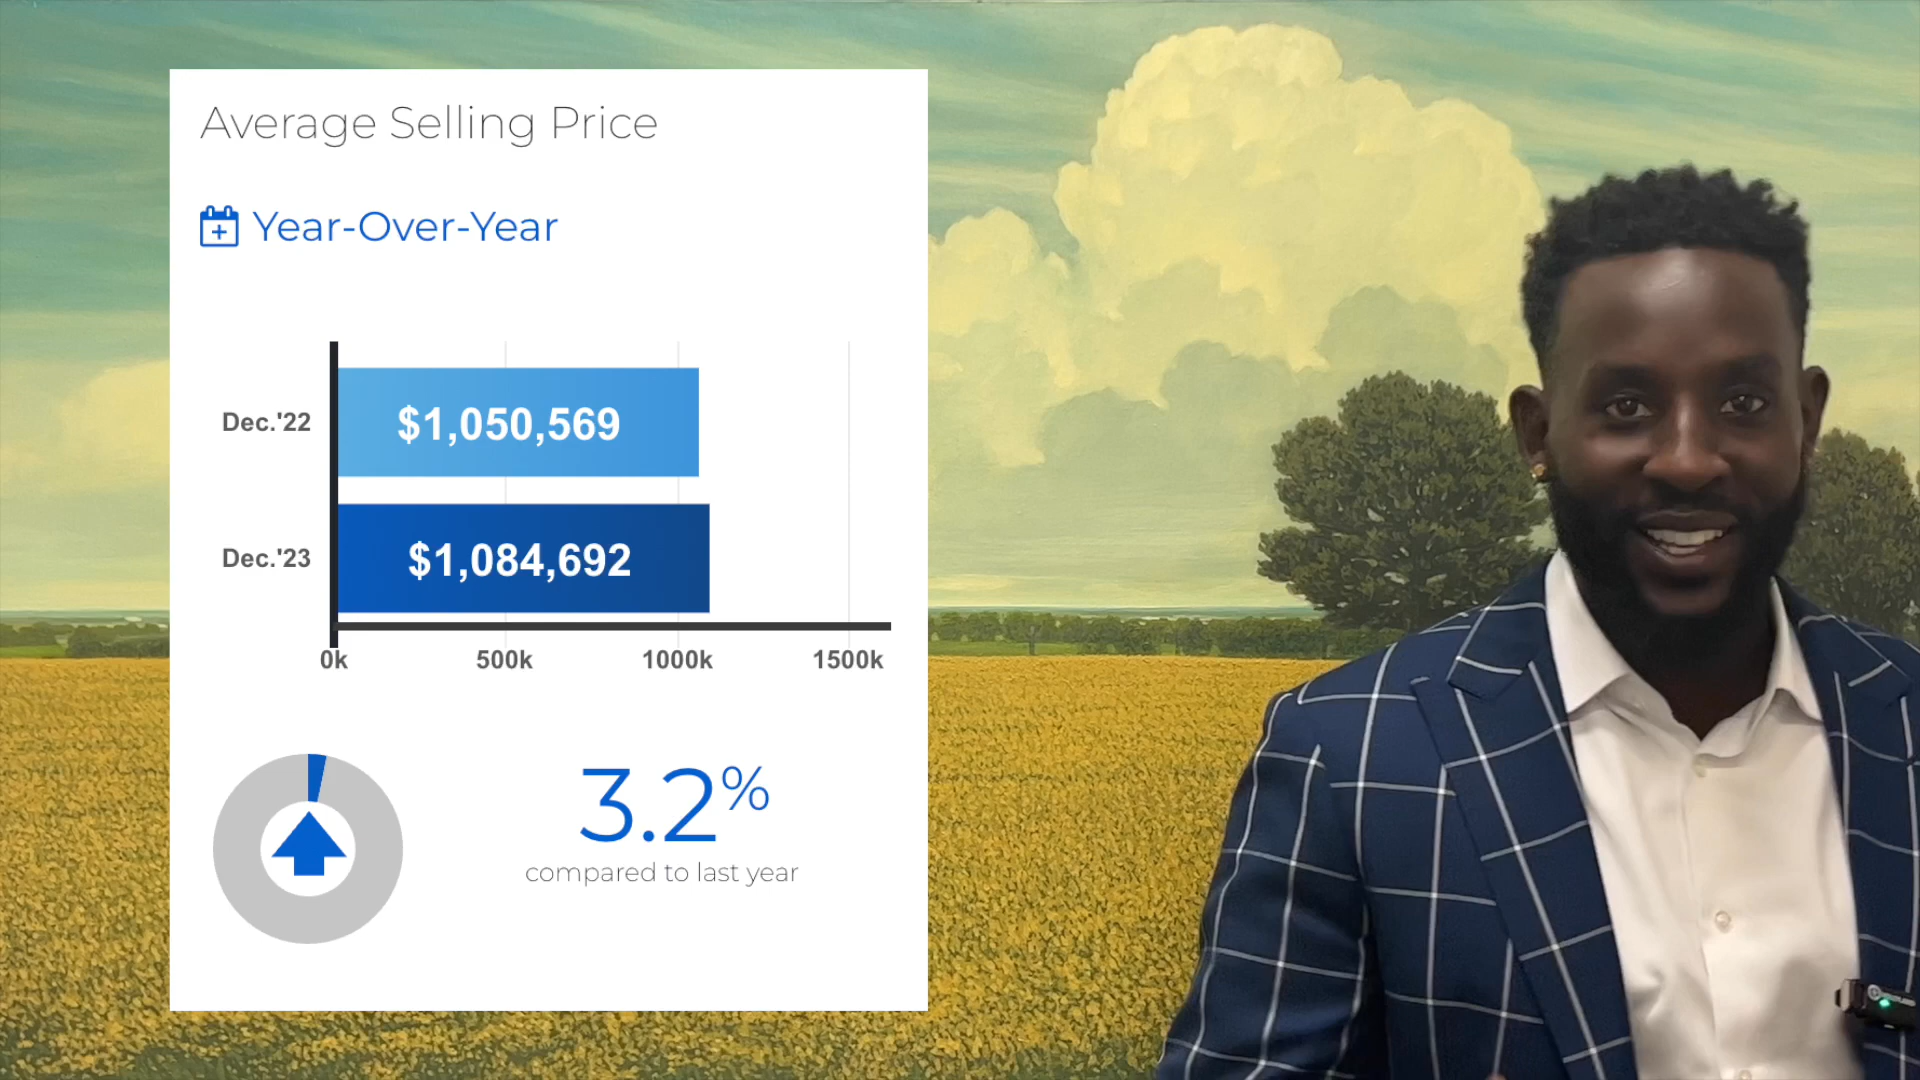 Average Selling Price
Year-Over-Year
Dec.'22
$1,050,569
Dec.'23
$1,084,692
0k 500k 1000k 1500k
3.2%
compared to last year